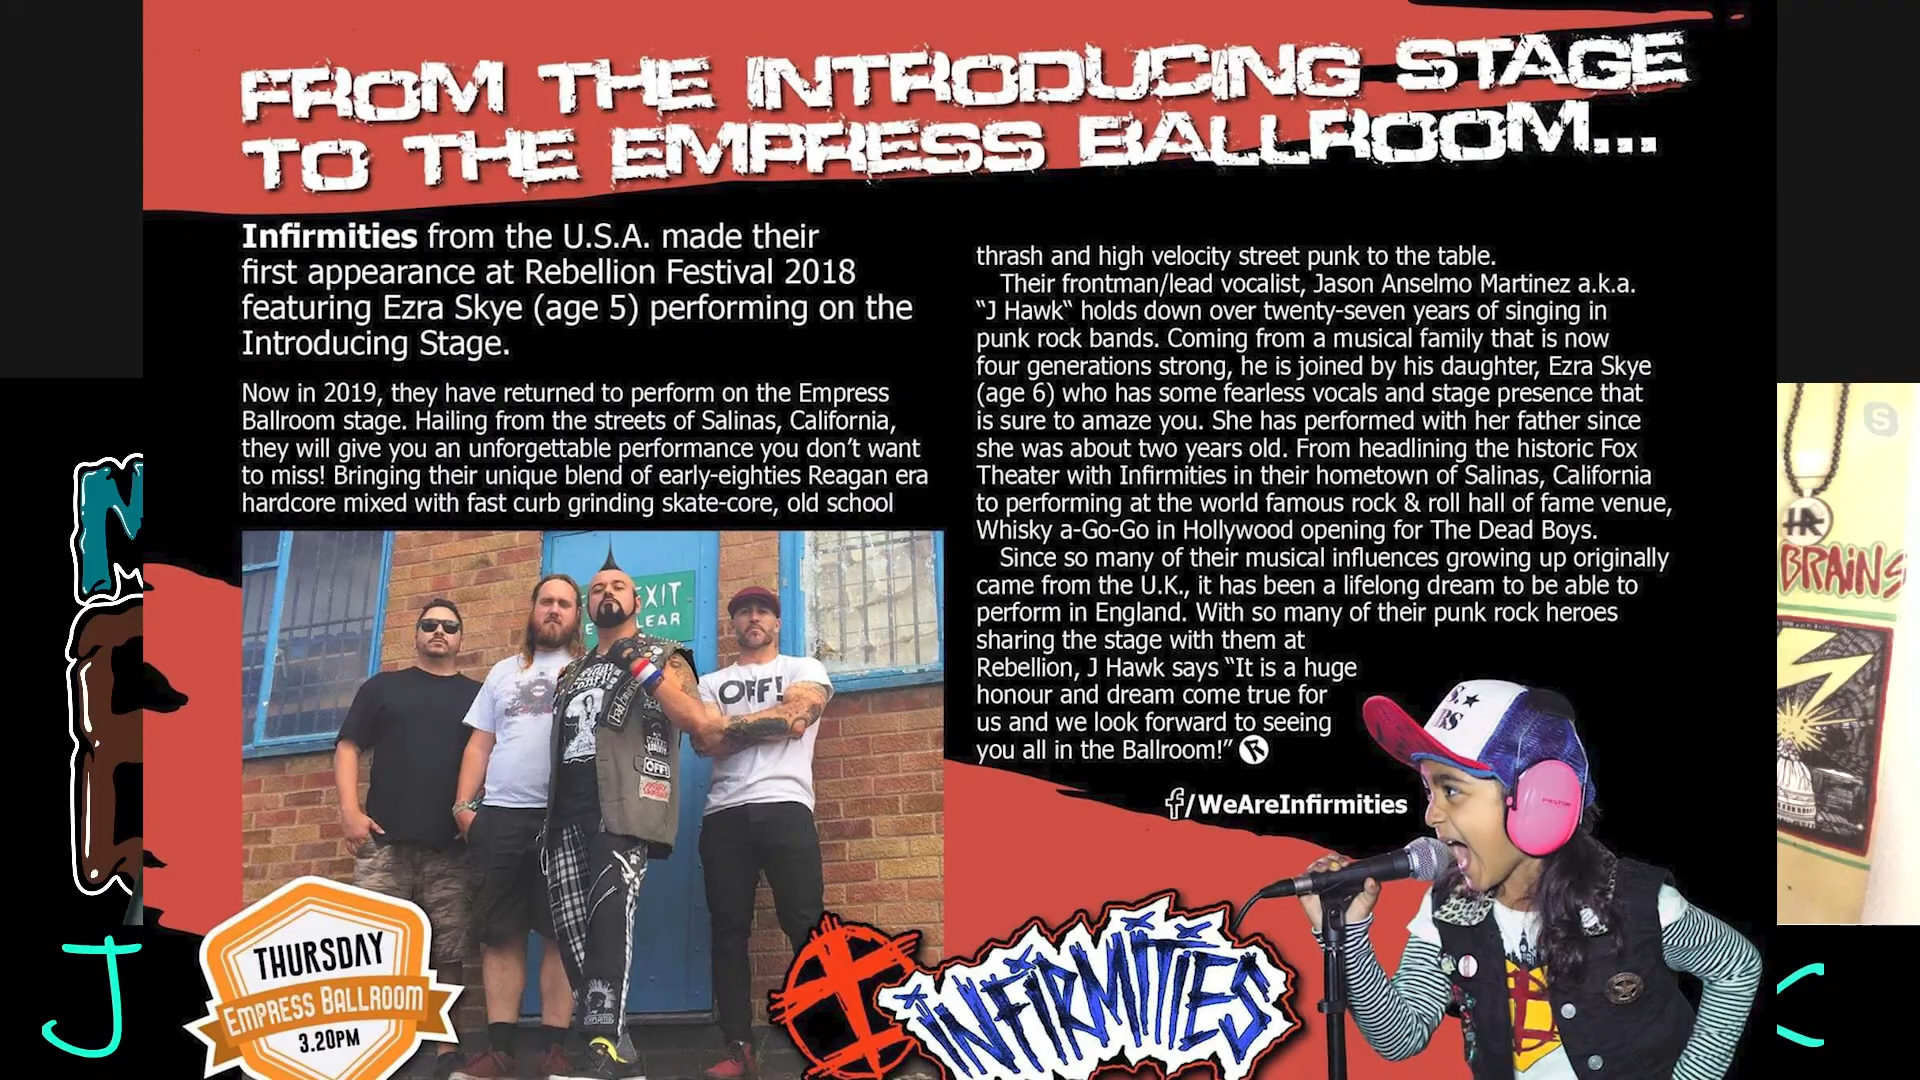 FROM THE INTRODUCING STAGE
TO THE EMPRESS BALLROOM...
Infirmities from the U.S.A. made their
first appearance at Rebellion Festival 2018
featuring Ezra Skye (age 5) performing on the
Introducing Stage.
Now in 2019, they have returned to perform on the Empress
Ballroom stage. Hailing from the streets of Salinas, California,
they will give you an unforgettable performance you don't want
to miss! Bringing their unique blend of early-eighties Reagan era
hardcore mixed with fast curb grinding skate-core, old school
thrash and high velocity street punk to the table.
Their frontman/lead vocalist, Jason Anselmo Martinez a.k.a.
"J Hawk" holds down over twenty-seven years of singing in
punk rock bands. Coming from a musical family that is now
four generations strong, he is joined by his daughter, Ezra Skye
(age 6) who has some fearless vocals and stage presence that
is sure to amaze you. She has performed with her father since
she was about two years old. From headlining the historic Fox
Theater with Infirmities in their hometown of Salinas, California
to performing at the world famous rock & roll hall of fame venue,
Whisky a-Go-Go in Hollywood opening for The Dead Boys.
Since so many of their musical influences growing up originally
came from the U.K., it has been a lifelong dream to be able to
perform in England. With so many of their punk rock heroes
sharing the stage with them at
Rebellion, J Hawk says "It is a huge
honour and dream come true for
us and we look forward to seeing
you all in the Ballroom!" R
f/WeAreInfirmities
EXIT
CLEAR
OFF!
OFF!
THURSDAY
EMPRESS BALLROOM
3.20PM
INFIRMITIES
BRAINS
S
J